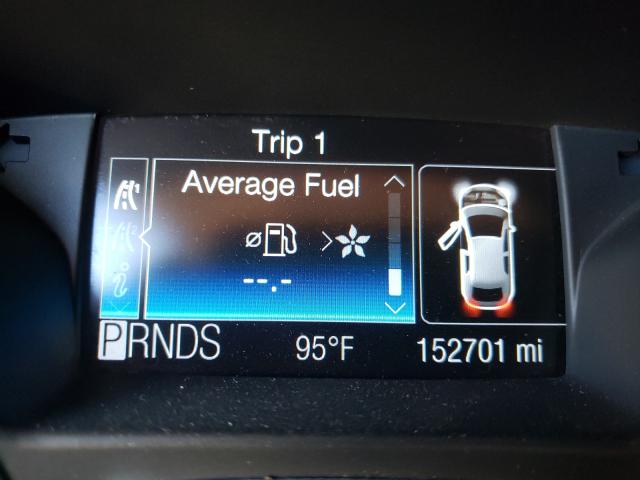 Trip 1
Average Fuel
--.-
PRNDS 95°F 152701 mi